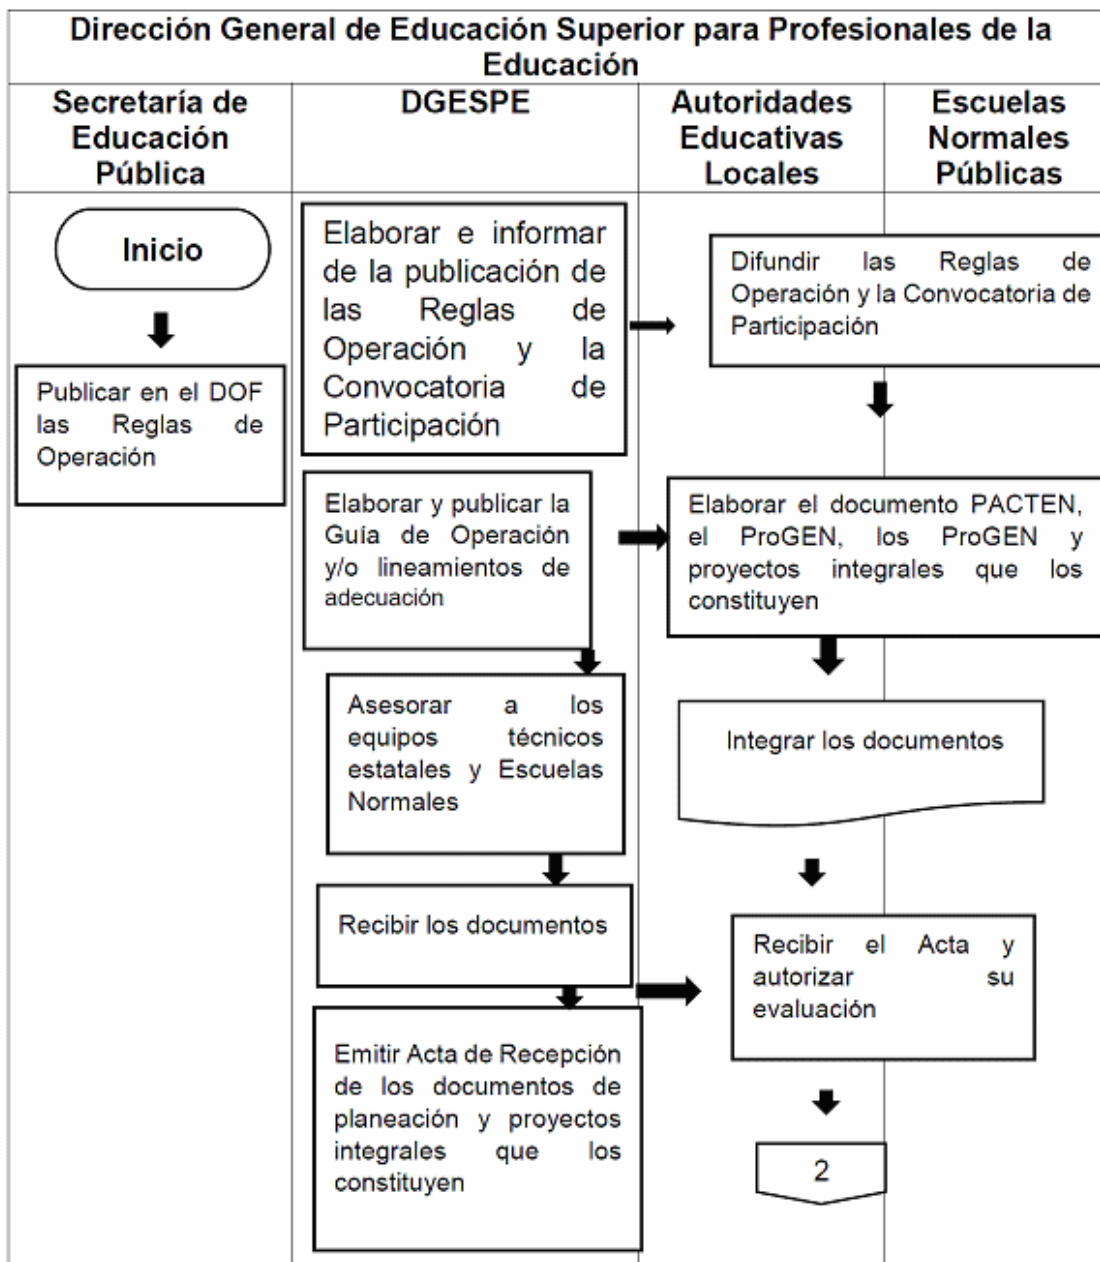 Dirección General de Educación Superior para Profesionales de la
Educación
Secretaría de
Educación
Pública
DGESPE
Autoridades
Educativas
Locales
Escuelas
Normales
Públicas
Inicio
Publicar en el DOF
las Reglas de
Operación
Elaborar e informar
de la publicación de
las Reglas de
Operación y la
Convocatoria de
Participación
Difundir las Reglas de
Operación y la Convocatoria de
Participación
Elaborar y publicar la
Guía de Operación
y/o lineamientos de
adecuación
Elaborar el documento PACTEN,
el ProGEN, los ProGEN y
proyectos integrales que los
constituyen
Asesorar a los
equipos técnicos
estatales y Escuelas
Normales
Integrar los documentos
Recibir los documentos
Recibir el Acta y
autorizar su
evaluación
Emitir Acta de Recepción
de los documentos de
planeación y proyectos
integrales que los
constituyen
2